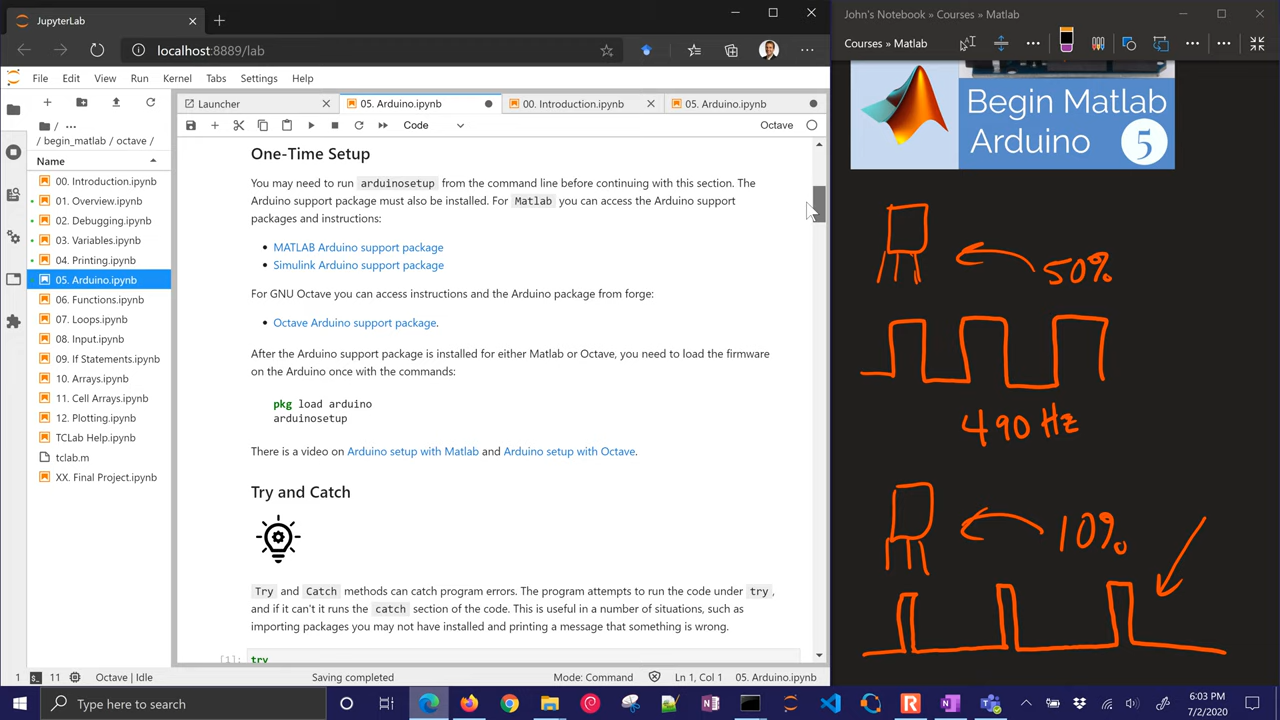 JupyterLab
localhost:8889/lab
File Edit View Run Kernel Tabs Settings Help
Launcher
05. Arduino.ipynb
00. Introduction.ipynb
05. Arduino.ipynb
Code
Octave
/ begin_matlab / octave /
Name
00. Introduction.ipynb
01. Overview.ipynb
02. Debugging.ipynb
03. Variables.ipynb
04. Printing.ipynb
05. Arduino.ipynb
06. Functions.ipynb
07. Loops.ipynb
08. Input.ipynb
09. If Statements.ipynb
10. Arrays.ipynb
11. Cell Arrays.ipynb
12. Plotting.ipynb
TCLab Help.ipynb
tclab.m
XX. Final Project.ipynb
One-Time Setup
You may need to run arduinosetup from the command line before continuing with this section. The
Arduino support package must also be installed. For Matlab you can access the Arduino support
packages and instructions:
MATLAB Arduino support package
Simulink Arduino support package
For GNU Octave you can access instructions and the Arduino package from forge:
Octave Arduino support package.
After the Arduino support package is installed for either Matlab or Octave, you need to load the firmware
on the Arduino once with the commands:
pkg load arduino
arduinosetup
There is a video on Arduino setup with Matlab and Arduino setup with Octave.
Try and Catch
Try and Catch methods can catch program errors. The program attempts to run the code under try,
and if it can't it runs the catch section of the code. This is useful in a number of situations, such as
importing packages you may not have installed and printing a message that something is wrong.
[1]: try
1 11 Octave | Idle Saving completed Mode: Command Ln 1, Col 1 05. Arduino.ipynb
John's Notebook » Courses » Matlab
Courses » Matlab
Begin Matlab
Arduino 5
50%
490 Hz
10%
Type here to search
6:03 PM
7/2/2020